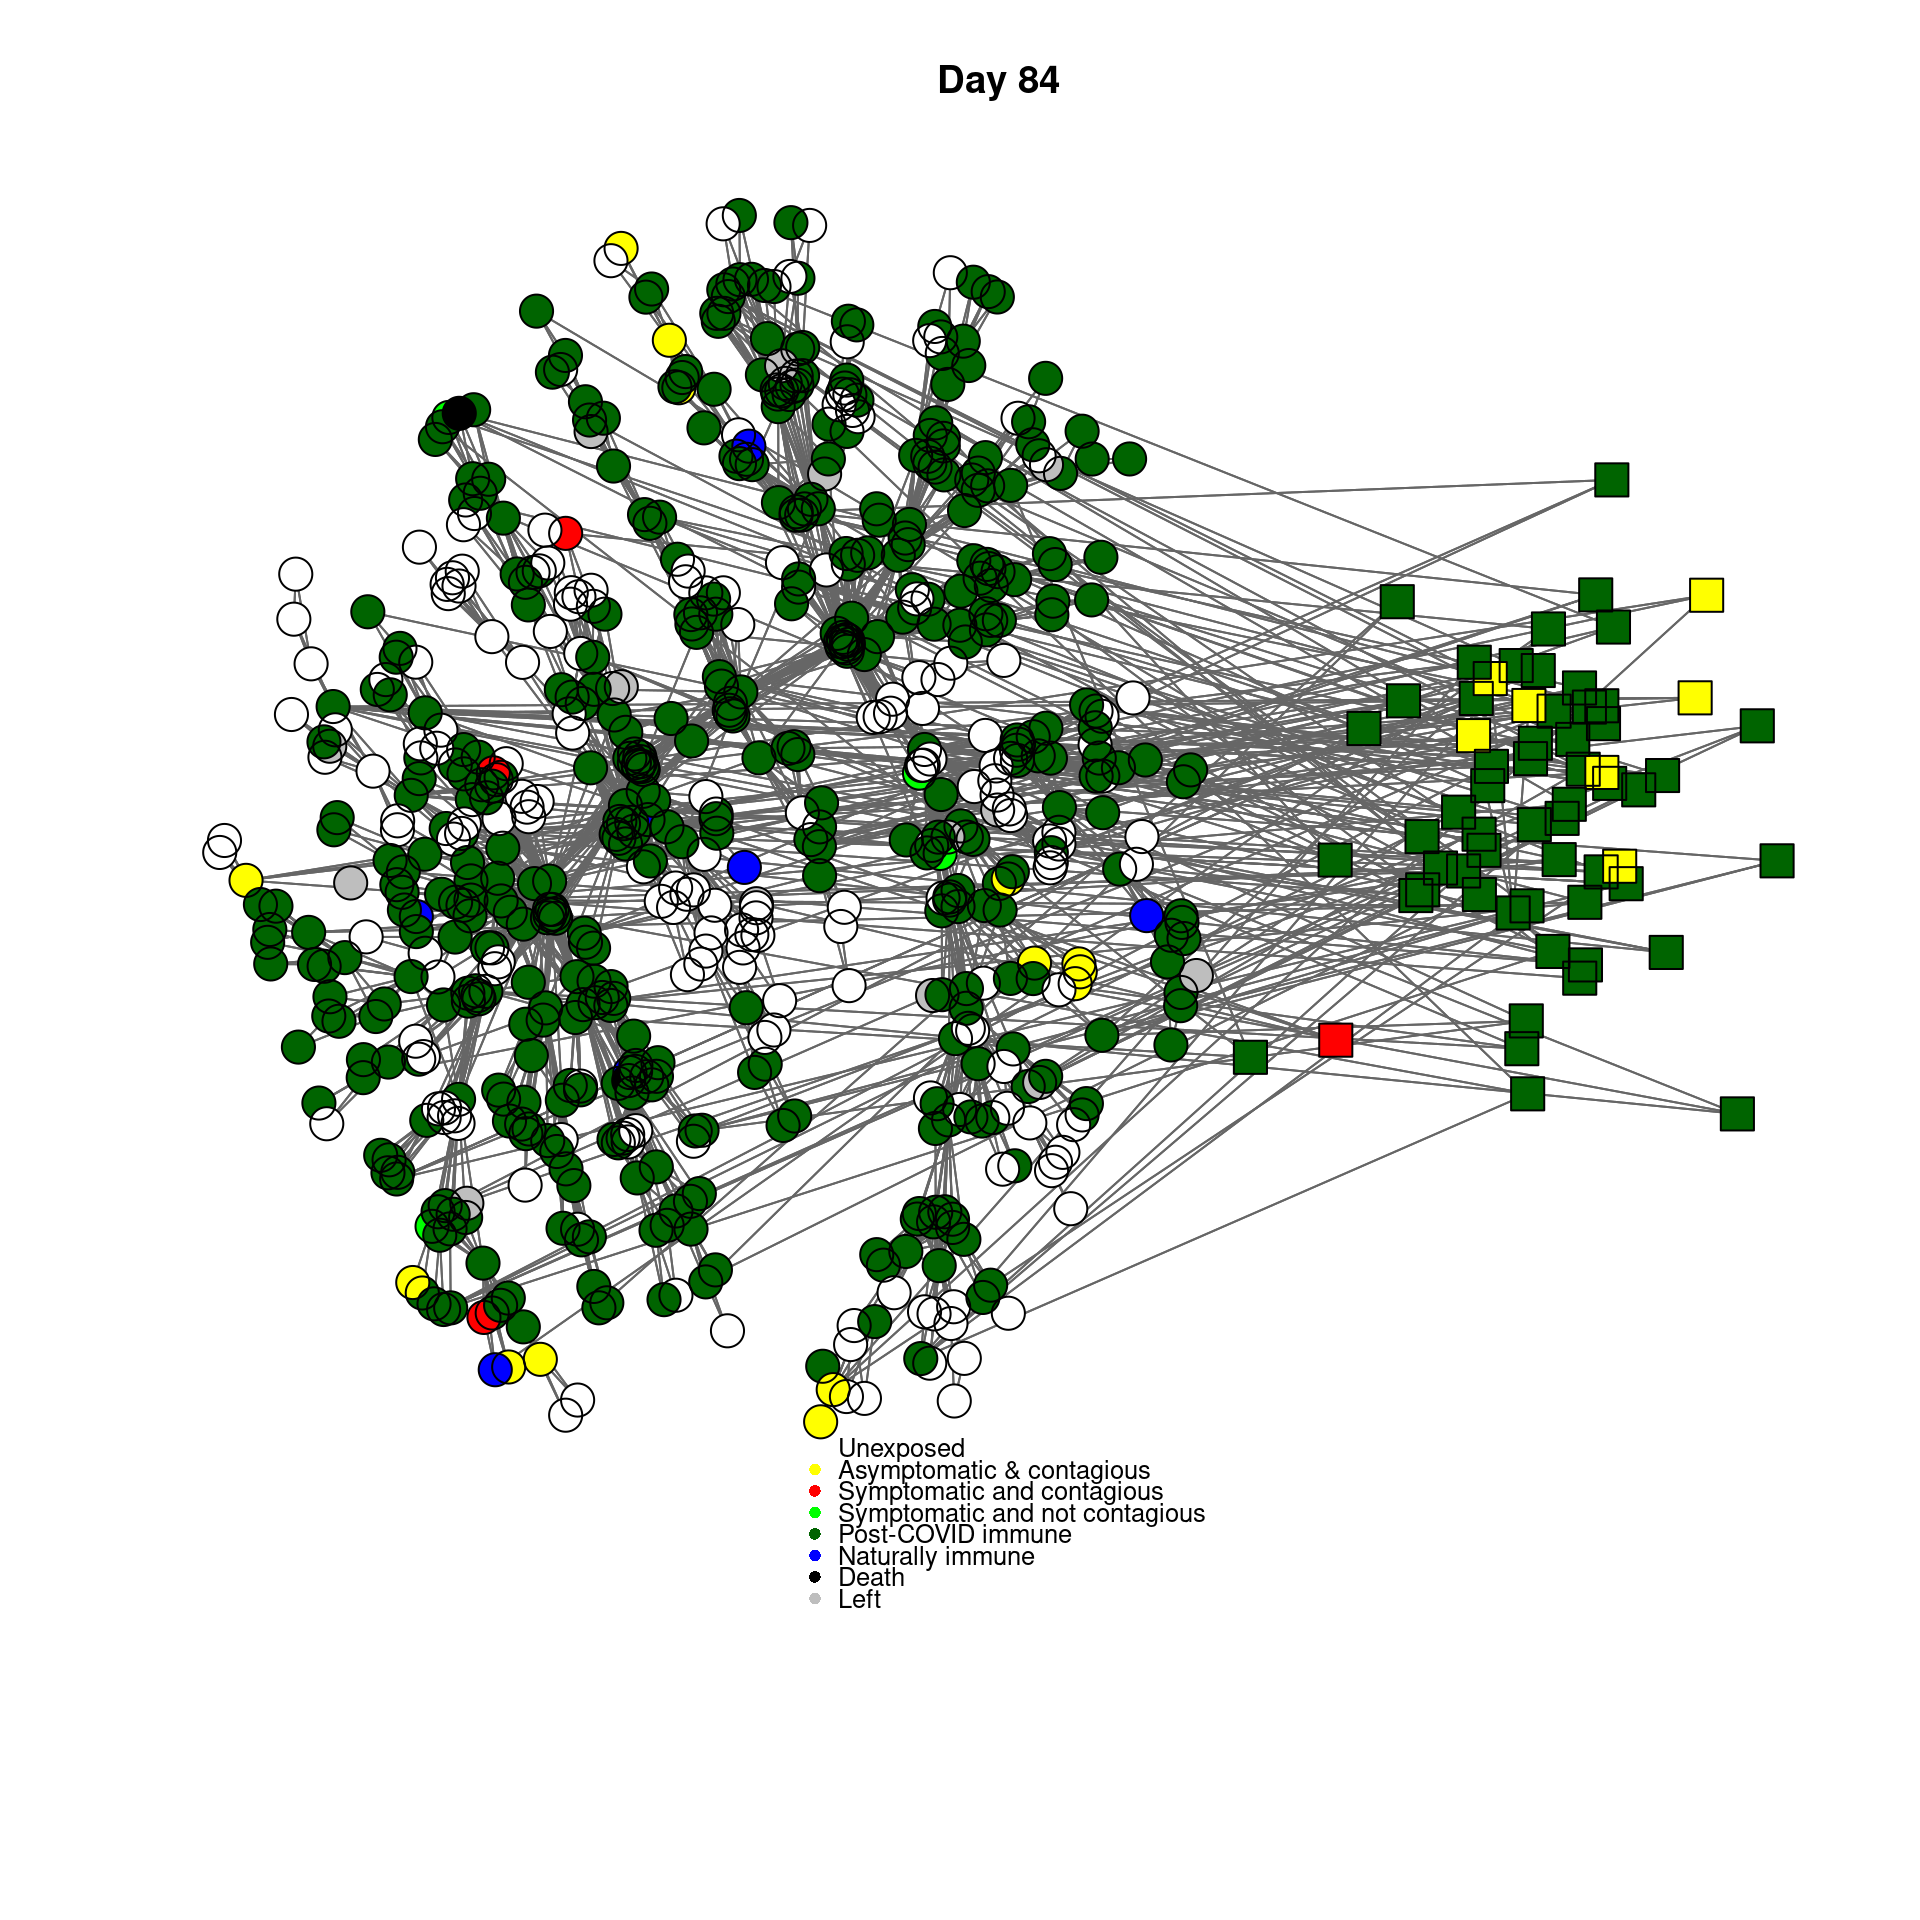 Day 84
Unexposed
Asymptomatic & contagious
Symptomatic and contagious
Symptomatic and not contagious
Post-COVID immune
Naturally immune
Death
Left